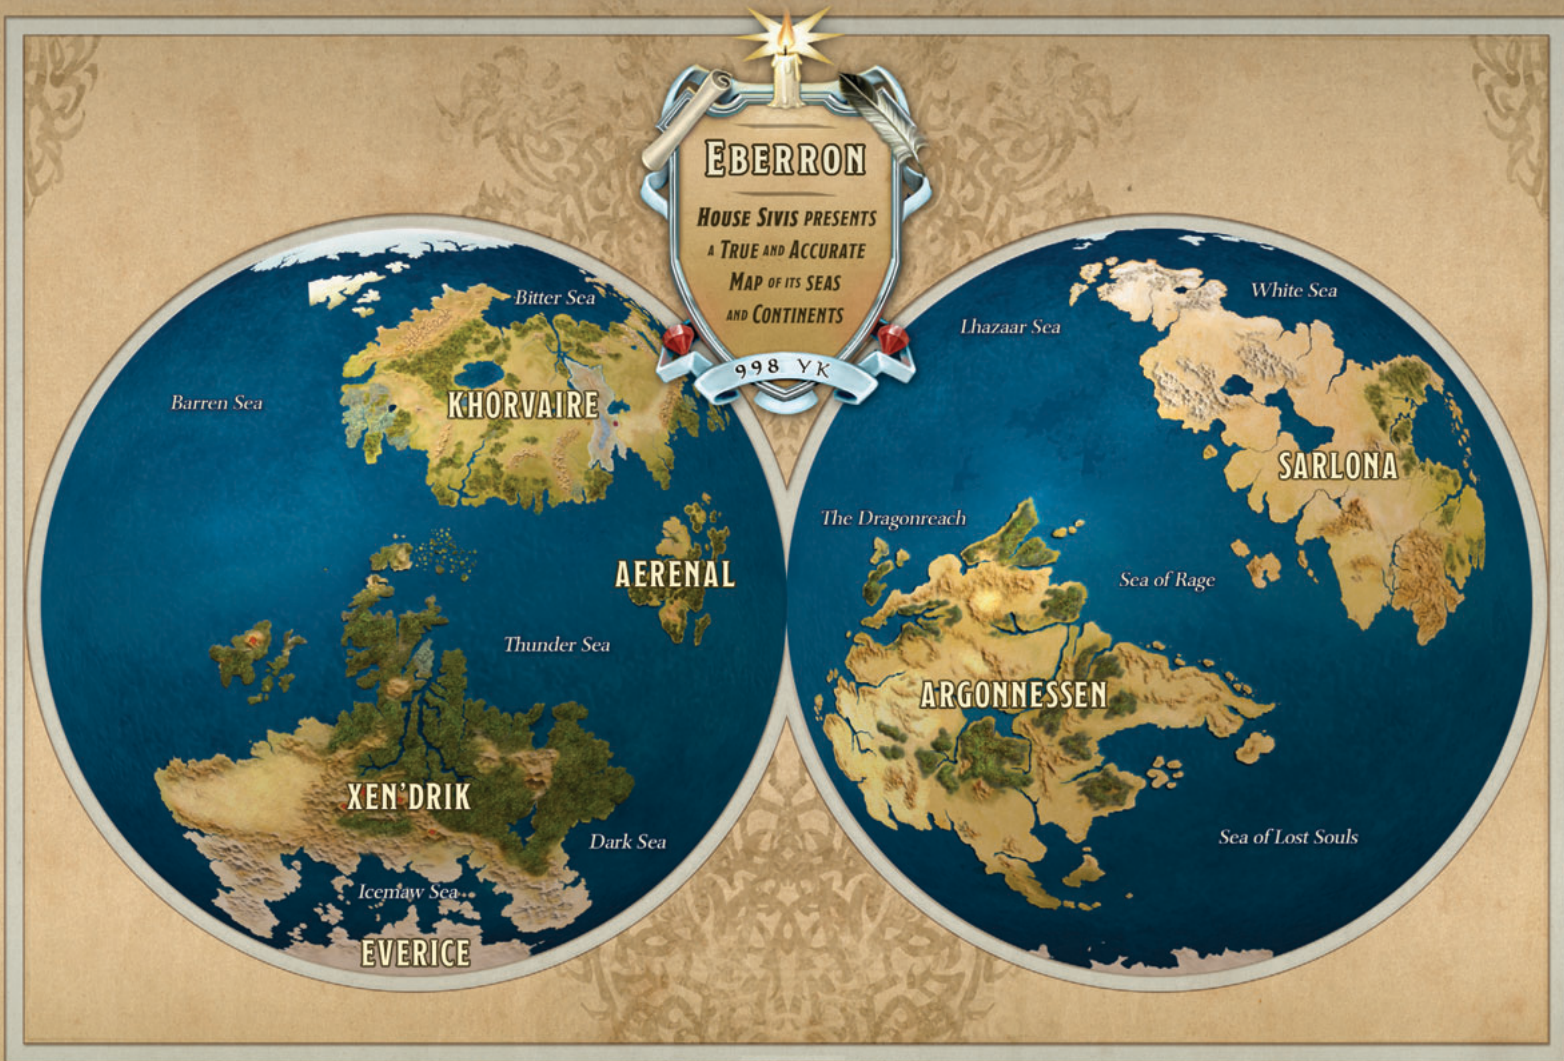 EBERRON
HOUSE SIVIS PRESENTS
A TRUE AND ACCURATE
MAP OF ITS SEAS
AND CONTINENTS
998 YK
Bitter Sea
Barren Sea
KHORVAIRE
AERENAL
Thunder Sea
XEN'DRIK
Dark Sea
Icemaw Sea
EVERICE
White Sea
Lhazaar Sea
SARLONA
The Dragonreach
Sea of Rage
ARGONNESSEN
Sea of Lost Souls